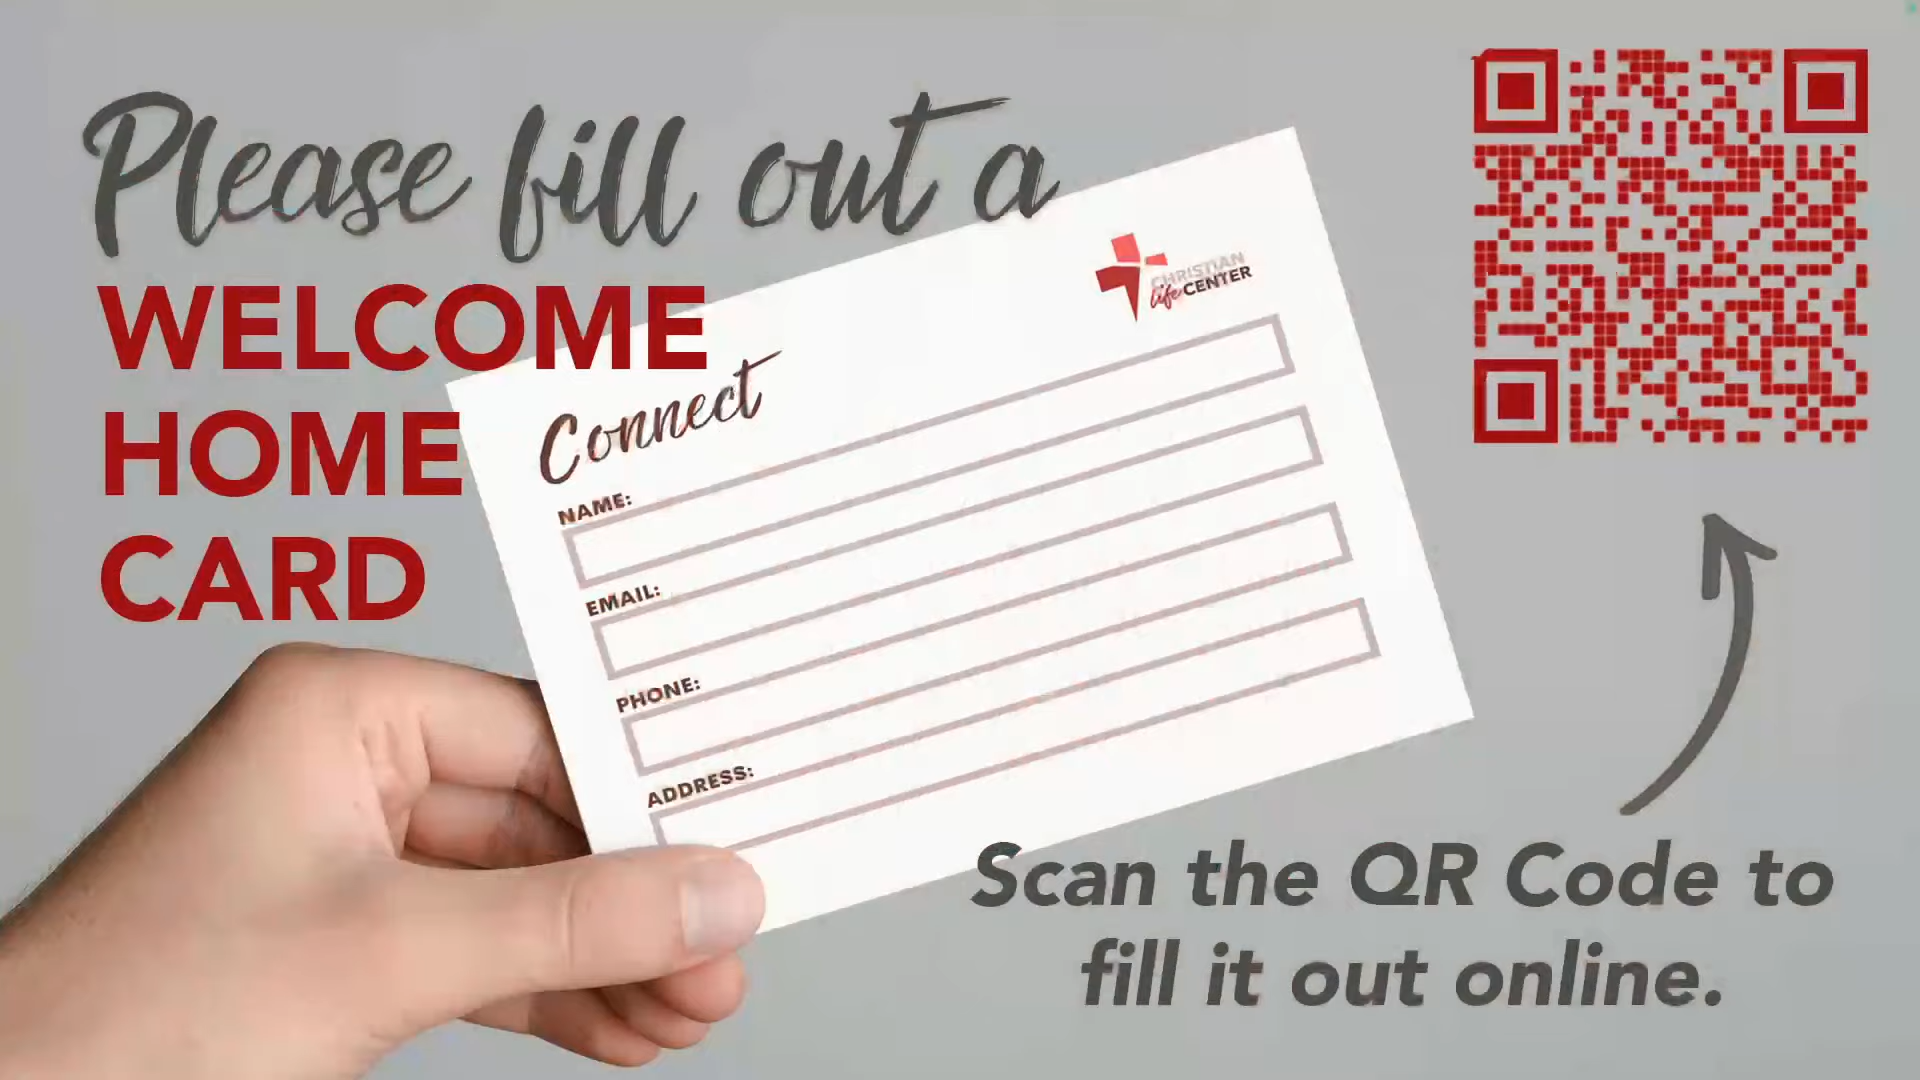 Please fill out a
WELCOME
HOME
CARD
CHRISTIAN
life CENTER
Connect
NAME:
EMAIL:
PHONE:
ADDRESS:
Scan the QR Code to
fill it out online.